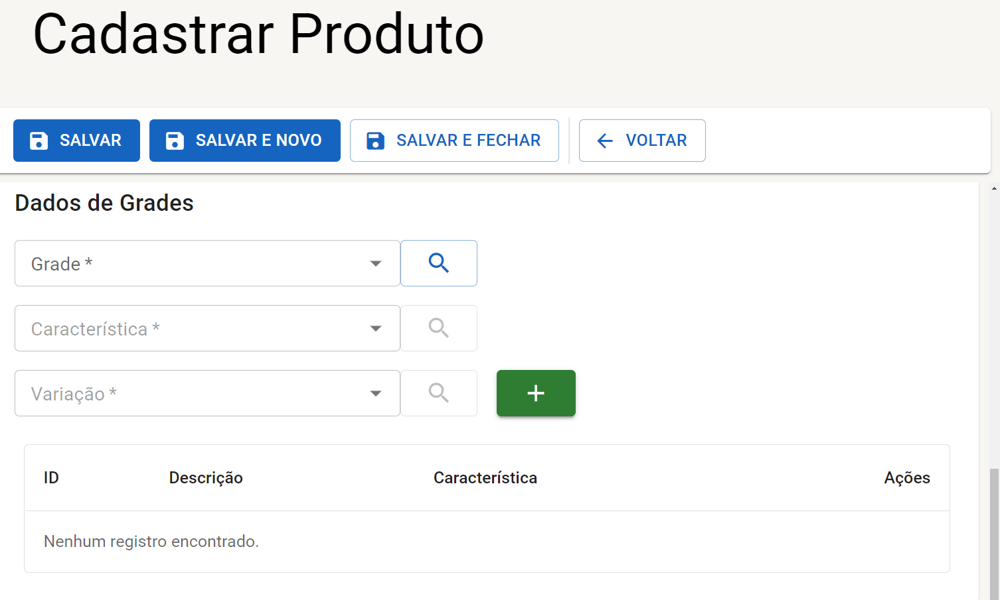 Cadastrar Produto
SALVAR SALVAR E NOVO SALVAR E FECHAR VOLTAR
Dados de Grades
Grade *
Característica *
Variação *
ID Descrição Característica Ações
Nenhum registro encontrado.